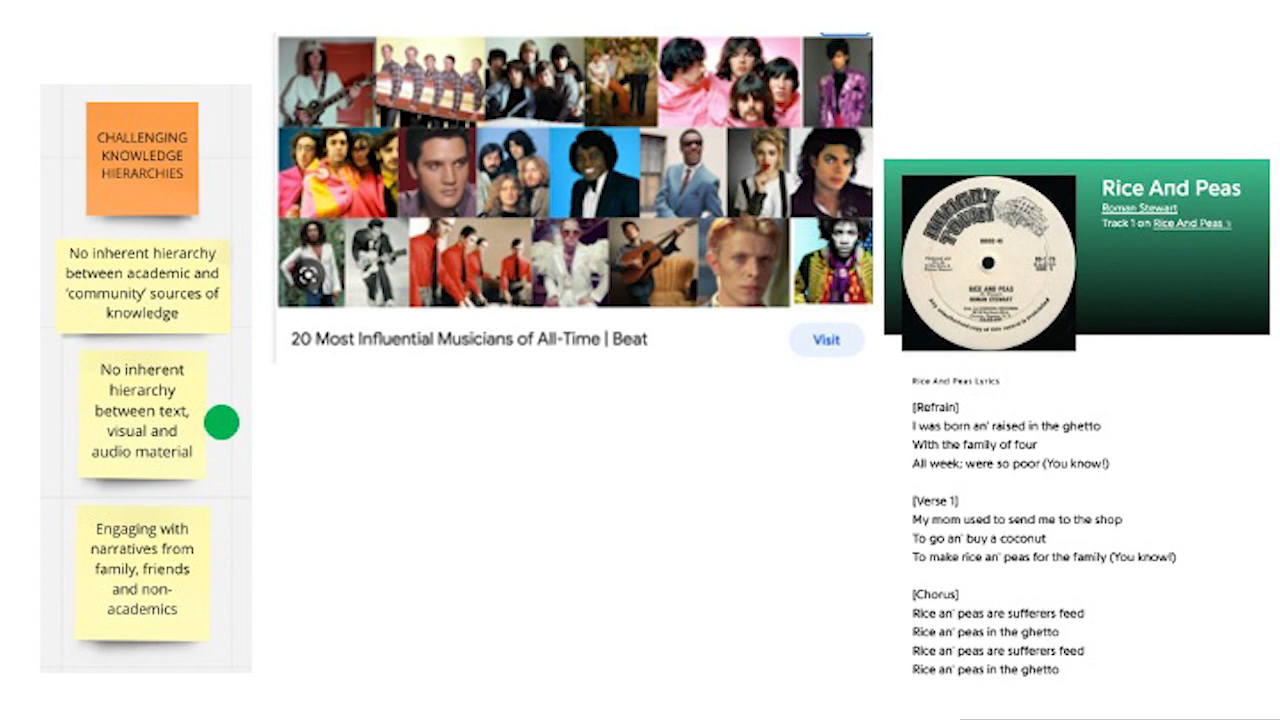 CHALLENGING
KNOWLEDGE
HIERARCHIES
No inherent hierarchy
between academic and
‘community’ sources of
knowledge
No inherent
hierarchy
between text,
visual and
audio material
Engaging with
narratives from
family, friends
and non-
academics
20 Most Influential Musicians of All-Time | Beat
Visit
HUNGRY
TOWN
RICE AND PEAS
ROMAN STEWART
Rice And Peas
Roman Stewart
Track 1 on Rice And Peas
Rice And Peas Lyrics
[Refrain]
I was born an' raised in the ghetto
With the family of four
All week; were so poor (You know!)
[Verse 1]
My mom used to send me to the shop
To go an' buy a coconut
To make rice an' peas for the family (You know!)
[Chorus]
Rice an' peas are sufferers feed
Rice an' peas in the ghetto
Rice an' peas are sufferers feed
Rice an' peas in the ghetto